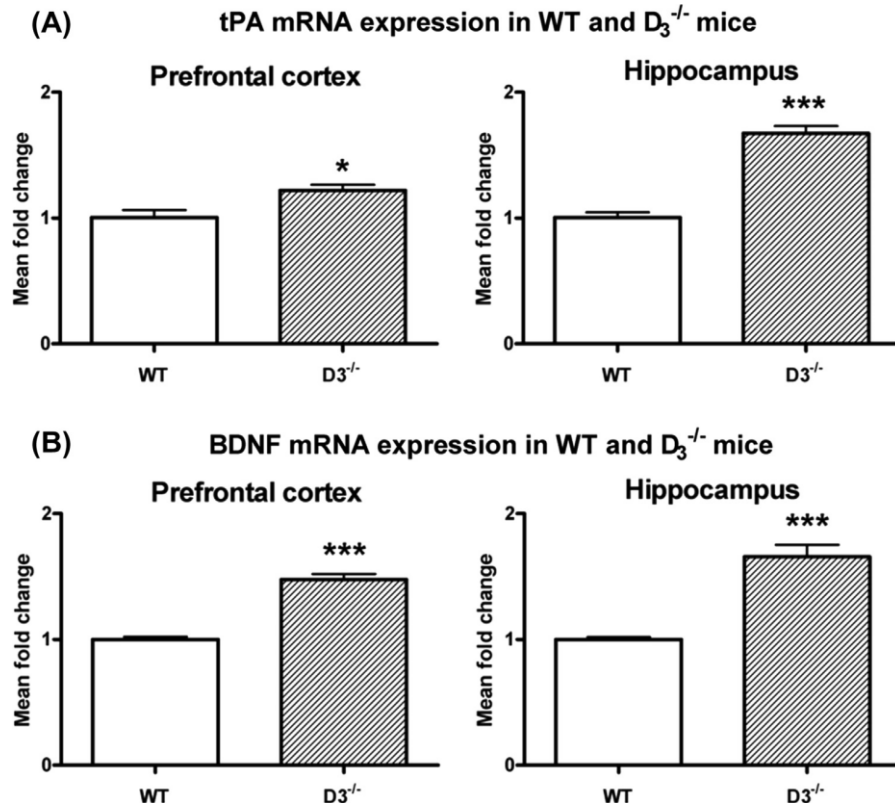 (A) tPA mRNA expression in WT and D₃⁻/⁻ mice
Prefrontal cortex
Mean fold change
2
*
1
0
WT D3⁻/⁻
Hippocampus
Mean fold change
2
***
1
0
WT D3⁻/⁻
(B) BDNF mRNA expression in WT and D₃⁻/⁻ mice
Prefrontal cortex
Mean fold change
2
***
1
0
WT D3⁻/⁻
Hippocampus
Mean fold change
2
***
1
0
WT D3⁻/⁻